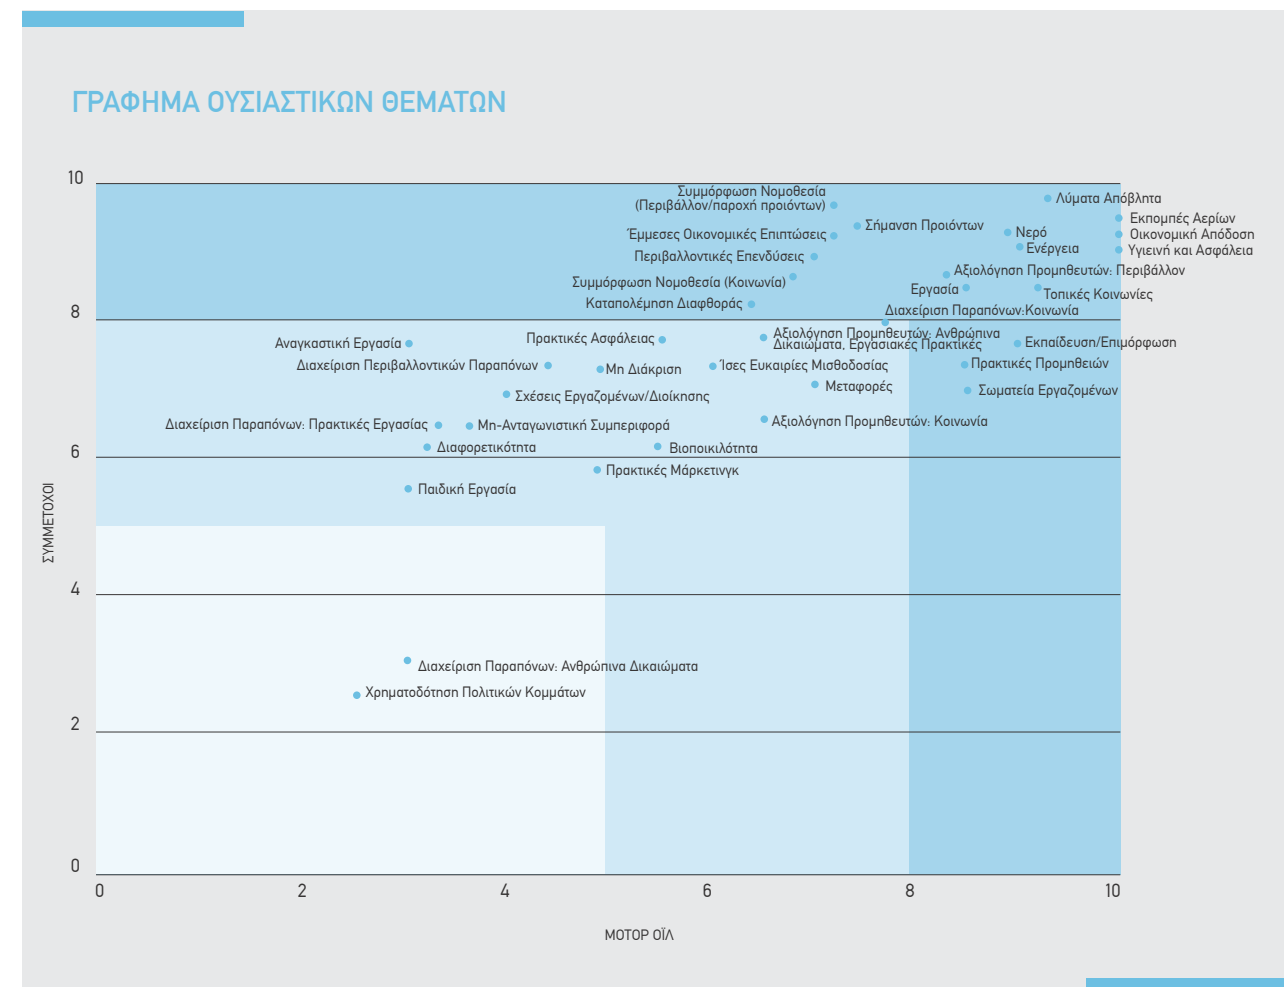 ΓΡΑΦΗΜΑ ΟΥΣΙΑΣΤΙΚΩΝ ΘΕΜΑΤΩΝ
10
Συμμόρφωση Νομοθεσία
(Περιβάλλον/παροχή προιόντων)
Λύματα Απόβλητα
Εκπομπές Αερίων
Σήμανση Προιόντων
Νερό
Οικονομική Απόδοση
Έμμεσες Οικονομικές Επιπτώσεις
Ενέργεια
Υγιεινή και Ασφάλεια
Περιβαλλοντικές Επενδύσεις
Αξιολόγηση Προμηθευτών: Περιβάλλον
Συμμόρφωση Νομοθεσία (Κοινωνία)
Εργασία
Τοπικές Κοινωνίες
Καταπολέμηση Διαφθοράς
Διαχείριση Παραπόνων:Κοινωνία
8
Αναγκαστική Εργασία
Πρακτικές Ασφάλειας
Αξιολόγηση Προμηθευτών: Ανθρώπινα
Δικαιώματα, Εργασιακές Πρακτικές
Εκπαίδευση/Επιμόρφωση
Διαχείριση Περιβαλλοντικών Παραπόνων
Μη Διάκριση
Ίσες Ευκαιρίες Μισθοδοσίας
Πρακτικές Προμηθειών
Μεταφορές
Σωματεία Εργαζομένων
Σχέσεις Εργαζομένων/Διοίκησης
Διαχείριση Παραπόνων: Πρακτικές Εργασίας
Μη-Ανταγωνιστική Συμπεριφορά
Αξιολόγηση Προμηθευτών: Κοινωνία
Διαφορετικότητα
Βιοποικιλότητα
6
Πρακτικές Μάρκετινγκ
Παιδική Εργασία
ΣΥΜΜΕΤΟΧΟΙ
4
Διαχείριση Παραπόνων: Ανθρώπινα Δικαιώματα
Χρηματοδότηση Πολιτικών Κομμάτων
2
0
0 2 4 6 8 10
ΜΟΤΟΡ ΟΪΛ